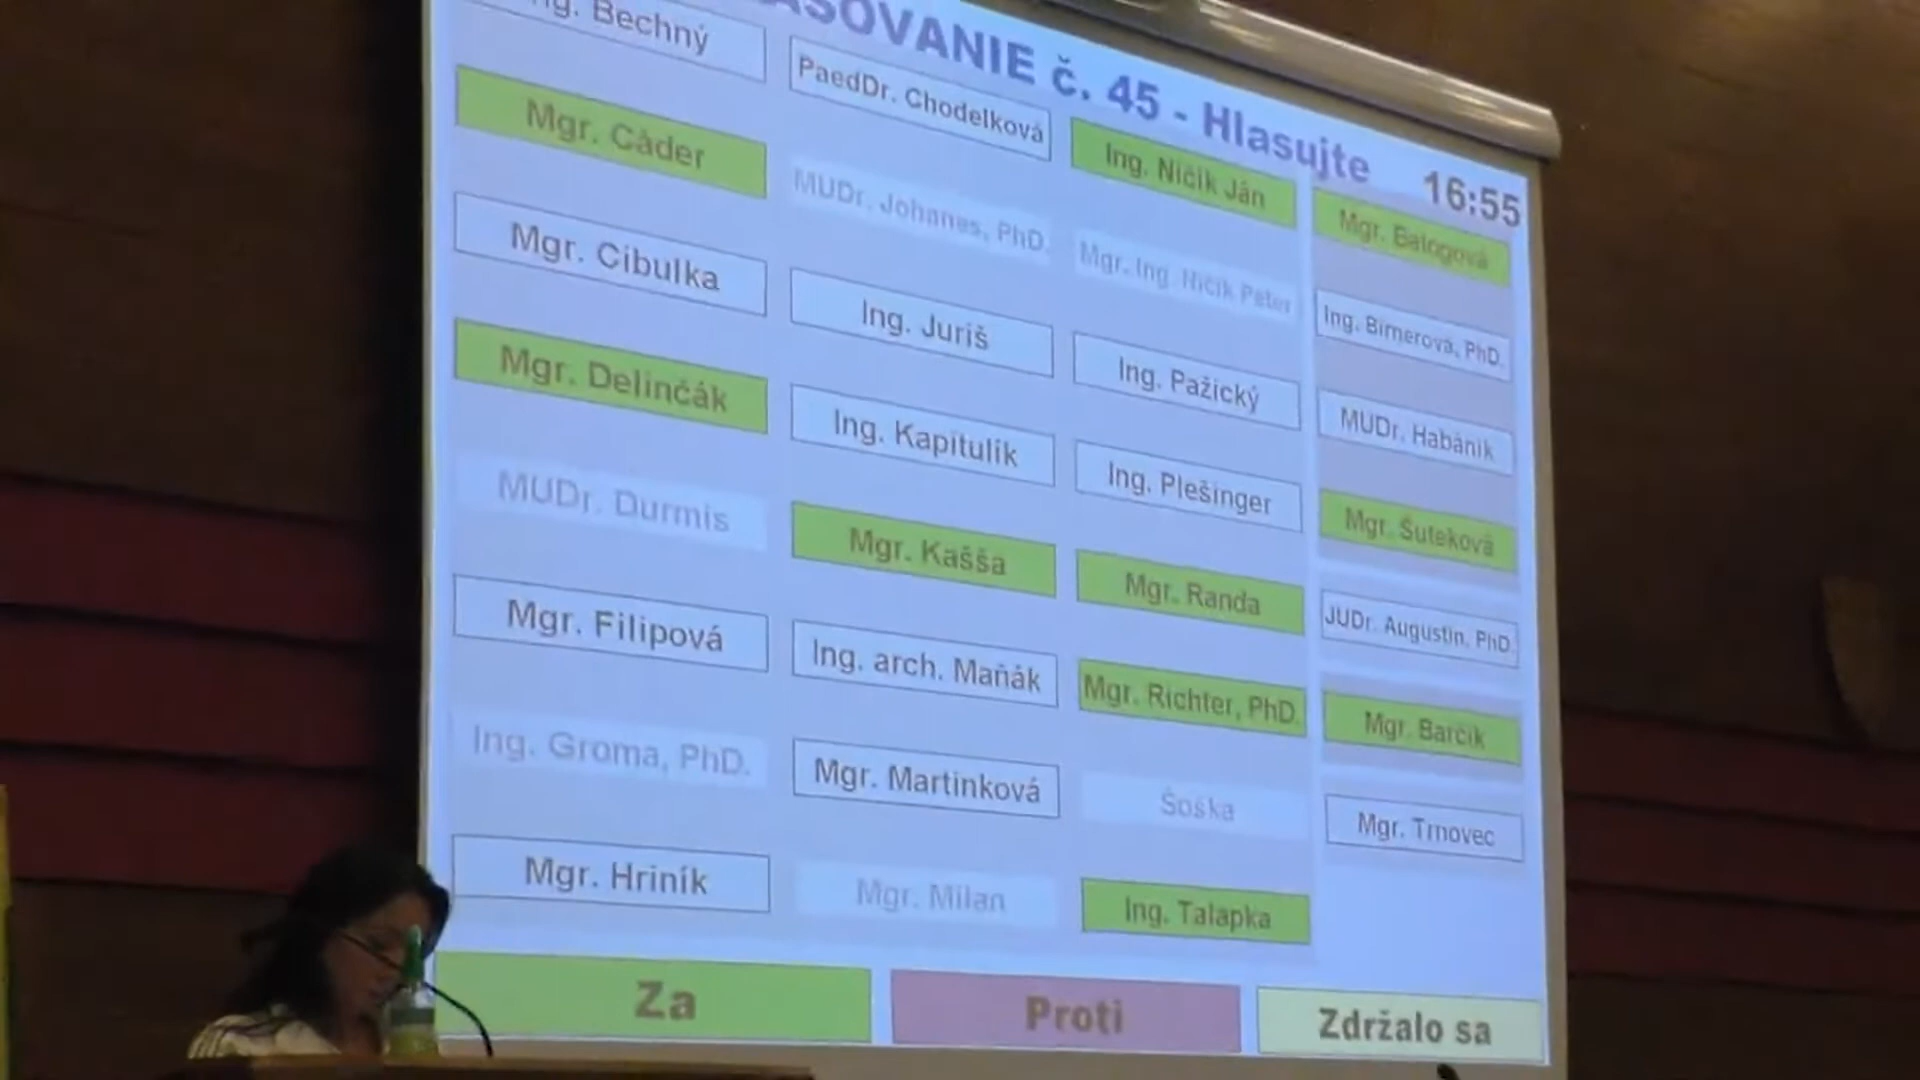 Ing. Bechný
Mgr. Cáder
Mgr. Cibulka
Mgr. Delinčák
MUDr. Durmis
Mgr. Filipová
Ing. Groma, PhD.
Mgr. Hriník
PaedDr. Chodelková
MUDr. Johanes, PhD.
Ing. Juriš
Ing. Kapitulík
Mgr. Kašša
Ing. arch. Maňák
Mgr. Martinková
Mgr. Milan
č. 45 - Hlasujte
16:55
Ing. Ničík Ján
Mgr. Ing. Ničík Peter
Ing. Pažický
Ing. Plešinger
Mgr. Randa
Mgr. Richter, PhD.
Šoška
Ing. Talapka
Mgr. Balogová
Ing. Birnerová, PhD.
MUDr. Habánik
Mgr. Šuteková
JUDr. Augustín, PhD.
Mgr. Barčík
Mgr. Trnovec
Za
Proti
Zdržalo sa